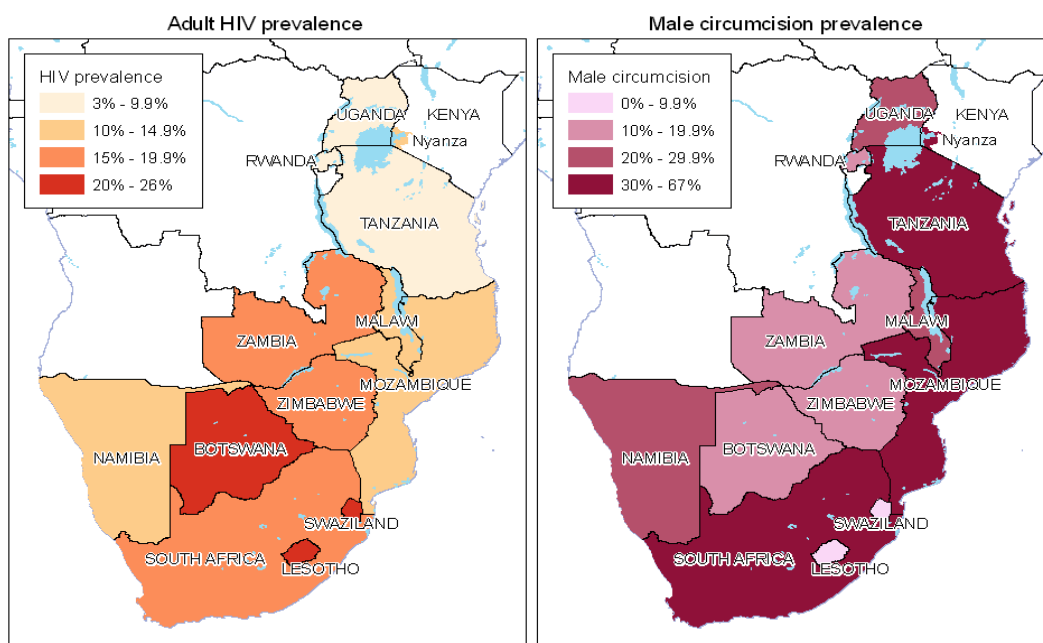 Adult HIV prevalence
HIV prevalence
3% - 9.9%
10% - 14.9%
15% - 19.9%
20% - 26%
UGANDA
KENYA
Nyanza
RWANDA
TANZANIA
MALAWI
ZAMBIA
MOZAMBIQUE
ZIMBABWE
NAMIBIA
BOTSWANA
SWAZILAND
SOUTH AFRICA
LESOTHO
Male circumcision prevalence
Male circumcision
0% - 9.9%
10% - 19.9%
20% - 29.9%
30% - 67%
UGANDA
KENYA
Nyanza
RWANDA
TANZANIA
MALAWI
ZAMBIA
MOZAMBIQUE
ZIMBABWE
NAMIBIA
BOTSWANA
SWAZILAND
SOUTH AFRICA
LESOTHO